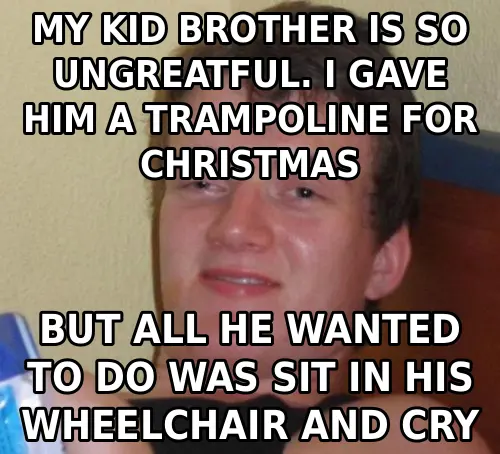 MY KID BROTHER IS SO
UNGREATFUL. I GAVE
HIM A TRAMPOLINE FOR
CHRISTMAS
BUT ALL HE WANTED
TO DO WAS SIT IN HIS
WHEELCHAIR AND CRY